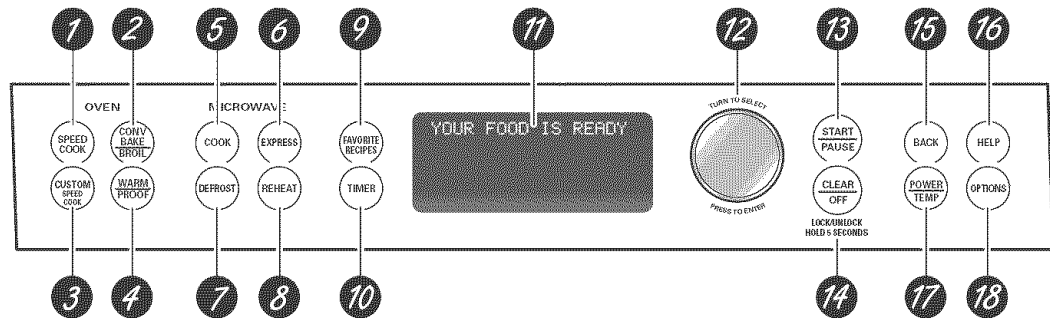 1
2
5
6
9
11
12
13
15
16
OVEN
MICROWAVE
SPEED
COOK
CONV
BAKE
BROIL
COOK
EXPRESS
FAVORITE
RECIPES
YOUR FOOD IS READY
TURN TO SELECT
START
PAUSE
BACK
HELP
CUSTOM
SPEED
COOK
WARM
PROOF
DEFROST
REHEAT
TIMER
PRESS TO ENTER
CLEAR
OFF
POWER
TEMP
OPTIONS
LOCK/UNLOCK
HOLD 5 SECONDS
3
4
7
8
10
14
17
18